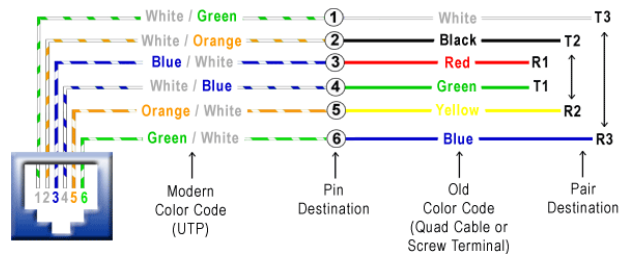 White / Green 1 White T3
White / Orange 2 Black T2
Blue / White 3 Red R1
White / Blue 4 Green T1
Orange / White 5 Yellow R2
Green / White 6 Blue R3
1 2 3 4 5 6
Modern
Color Code
(UTP)
Pin
Destination
Old
Color Code
(Quad Cable or
Screw Terminal)
Pair
Destination